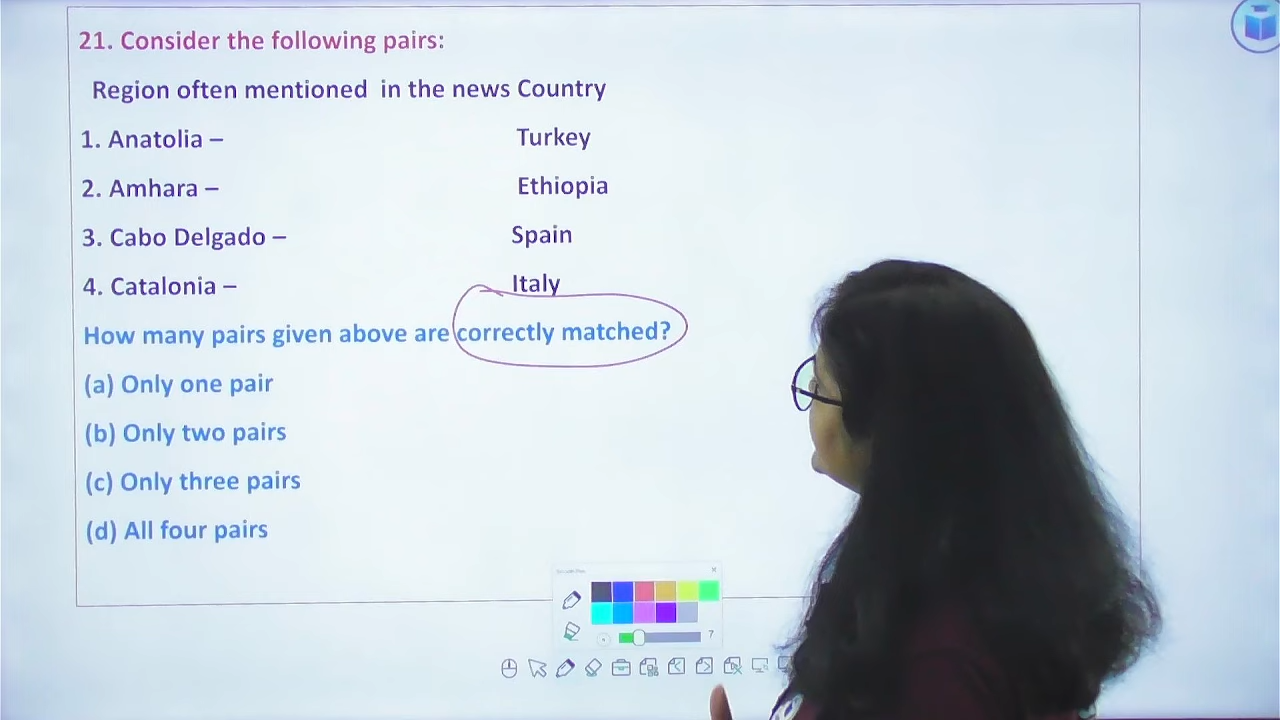 21. Consider the following pairs:
Region often mentioned in the news Country
1. Anatolia – Turkey
2. Amhara – Ethiopia
3. Cabo Delgado – Spain
4. Catalonia – Italy
How many pairs given above are correctly matched?
(a) Only one pair
(b) Only two pairs
(c) Only three pairs
(d) All four pairs
7